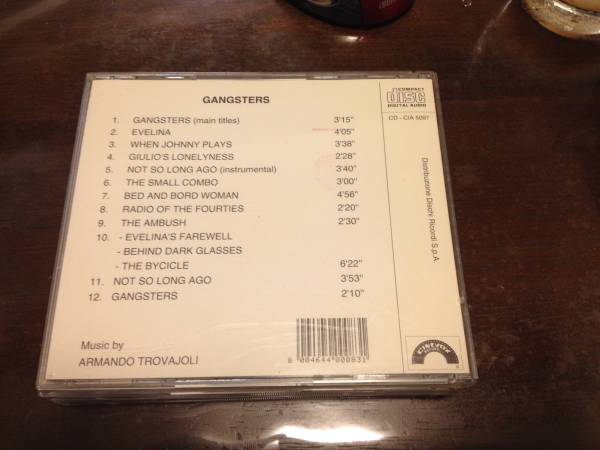 GANGSTERS
1. GANGSTERS (main titles) 3'15"
2. EVELINA 4'05"
3. WHEN JOHNNY PLAYS 3'38"
4. GIULIO'S LONELYNESS 2'28"
5. NOT SO LONG AGO (instrumental) 3'40"
6. THE SMALL COMBO 3'00"
7. BED AND BORD WOMAN 4'56"
8. RADIO OF THE FOURTIES 2'20"
9. THE AMBUSH 2'30"
10. - EVELINA'S FAREWELL
- BEHIND DARK GLASSES
- THE BYCICLE 6'22"
11. NOT SO LONG AGO 3'53"
12. GANGSTERS 2'10"
Music by
ARMANDO TROVAJOLI
8 004644 000831
COMPACT
disc
DIGITAL AUDIO
CD - CIA 5097
Distribuzione Dischi Ricordi S.p.A.
cinevox